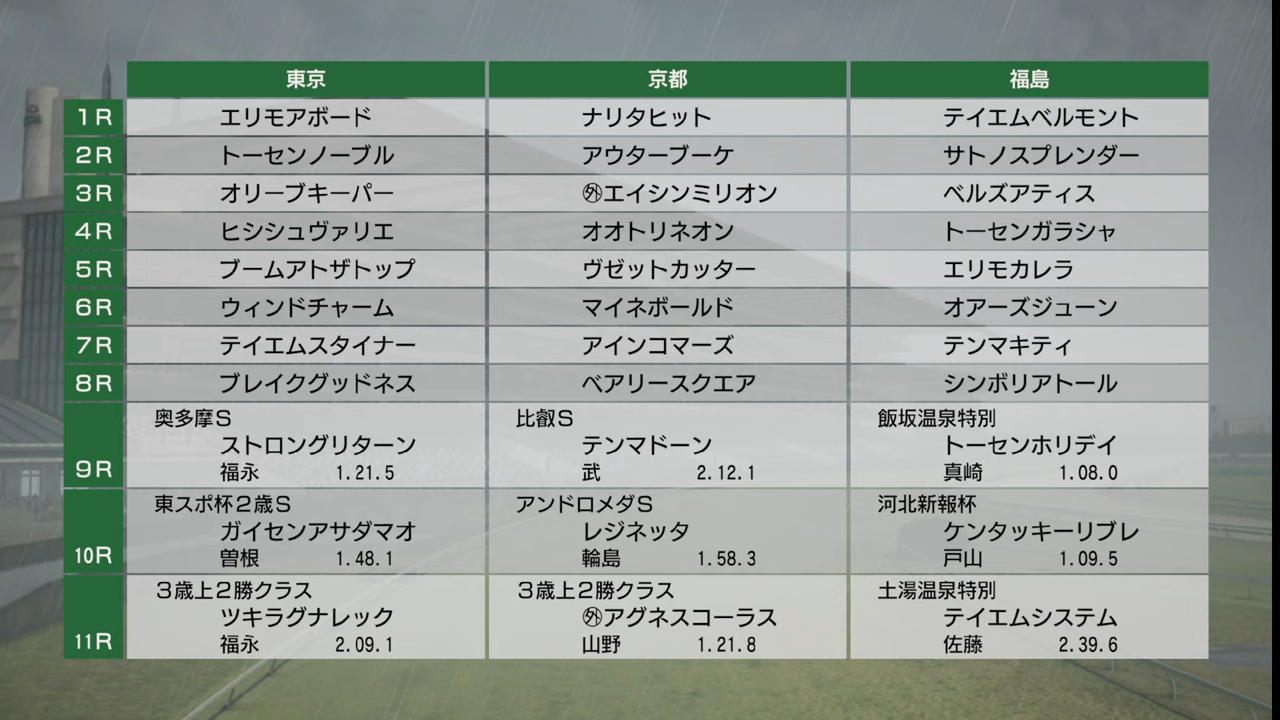 東京 京都 福島
1R エリモアボード ナリタヒット テイエムベルモント
2R トーセンノーブル アウターブーケ サトノスプレンダー
3R オリーブキーパー ㊕エイシンミリオン ベルズアティス
4R ヒシシュヴァリエ オオトリネオン トーセンガラシャ
5R ブームアトザトップ ヴゼットカッター エリモカレラ
6R ウィンドチャーム マイネボールド オアーズジューン
7R テイエムスタイナー アインコマーズ テンマキティ
8R ブレイクグッドネス ベアリースクエア シンボリアトール
奥多摩S 比叡S 飯坂温泉特別
ストロングリターン テンマドーン トーセンホリデイ
9R 福永 1.21.5 武 2.12.1 真崎 1.08.0
東スポ杯2歳S アンドロメダS 河北新報杯
ガイセンアサダマオ レジネッタ ケンタッキーリブレ
10R 曽根 1.48.1 輪島 1.58.3 戸山 1.09.5
3歳上2勝クラス 3歳上2勝クラス 土湯温泉特別
ツキラグナレック 外アグネスコーラス テイエムシステム
11R 福永 2.09.1 山野 1.21.8 佐藤 2.39.6